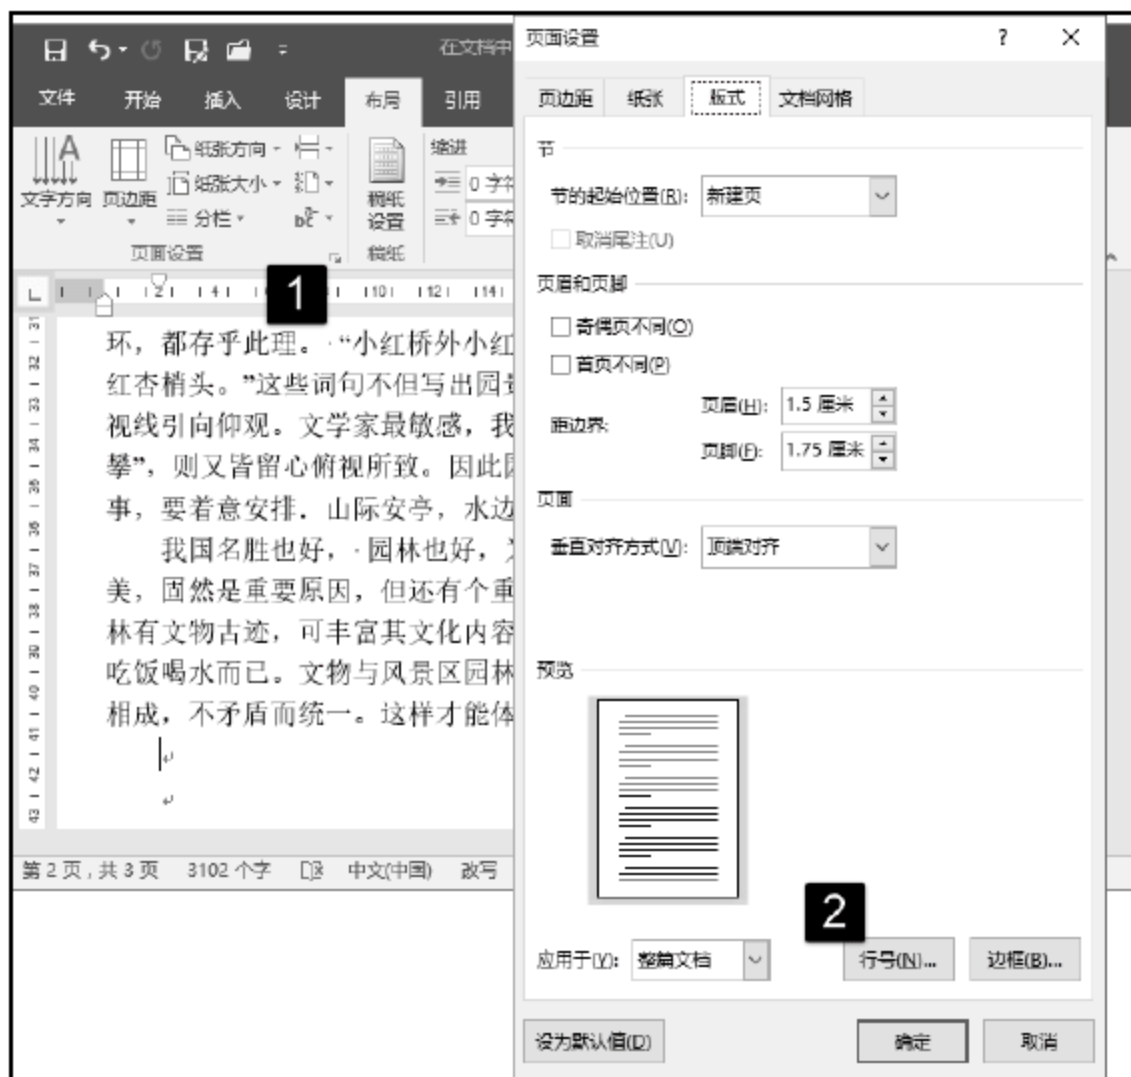 在文档中
文件 开始 插入 设计 布局 引用
文字方向 页边距 纸张方向 纸张大小 分栏 稿纸设置 缩进
0 字符
0 字符
页面设置 稿纸
1
环，都存乎此理。·“小红桥外小红
红杏梢头。”这些词句不但写出园
视线引向仰观。文学家最敏感，我
攀”，则又皆留心俯视所致。因此
事，要着意安排．山际安亭，水边
我国名胜也好，·园林也好，
美，固然是重要原因，但还有个重
林有文物古迹，可丰富其文化内容
吃饭喝水而已。文物与风景区园林
相成，不矛盾而统一。这样才能体
第 2 页，共 3 页 3102 个字 中文(中国) 改写
页面设置 ? ×
页边距 纸张 版式 文档网格
节
节的起始位置(R): 新建页
取消尾注(U)
页眉和页脚
奇偶页不同(O)
首页不同(P)
距边界: 页眉(H): 1.5 厘米
页脚(F): 1.75 厘米
页面
垂直对齐方式(V): 顶端对齐
预览
2
应用于(Y): 整篇文档 行号(N)... 边框(B)...
设为默认值(D) 确定 取消